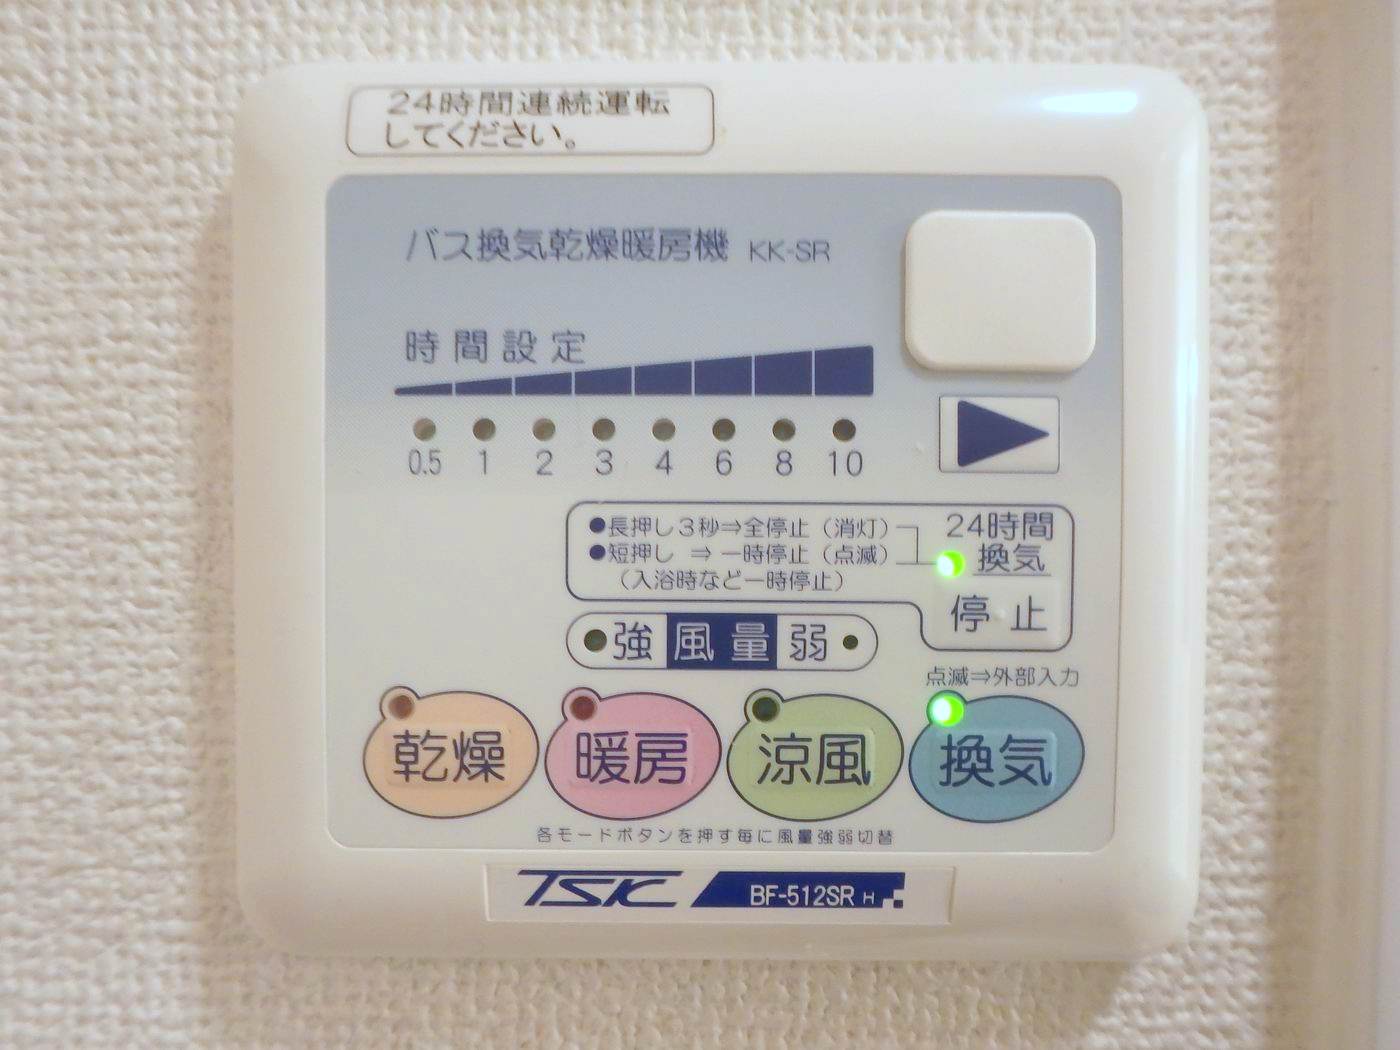 24時間連続運転
してください。
バス換気乾燥暖房機 KK-SR
時間設定
0.5 1 2 3 4 6 8 10
●長押し3秒⇒全停止（消灯）
●短押し ⇒ 一時停止（点滅）
（入浴時など一時停止）
24時間
換気
停止
強 風量 弱
点滅⇒外部入力
乾燥 暖房 涼風 換気
各モードボタンを押す毎に風量強弱切替
TSK BF-512SR H